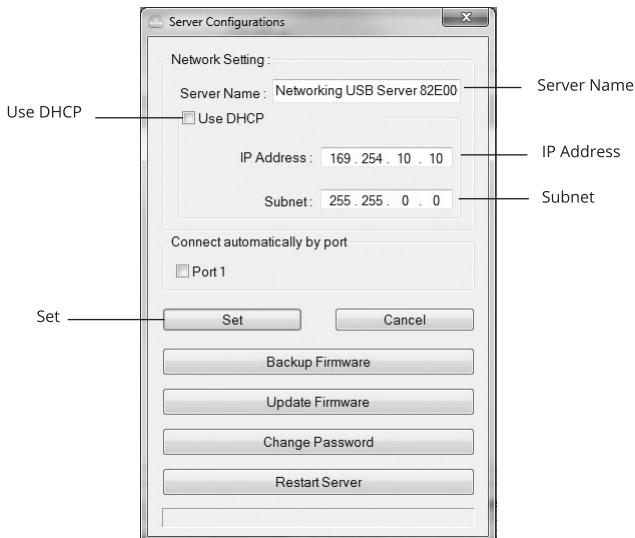 Server Configurations
Network Setting :
Server Name : Networking USB Server 82E00
Server Name
Use DHCP
Use DHCP
IP Address : 169 . 254 . 10 . 10
IP Address
Subnet : 255 . 255 . 0 . 0
Subnet
Connect automatically by port
Port 1
Set
Set Cancel
Backup Firmware
Update Firmware
Change Password
Restart Server